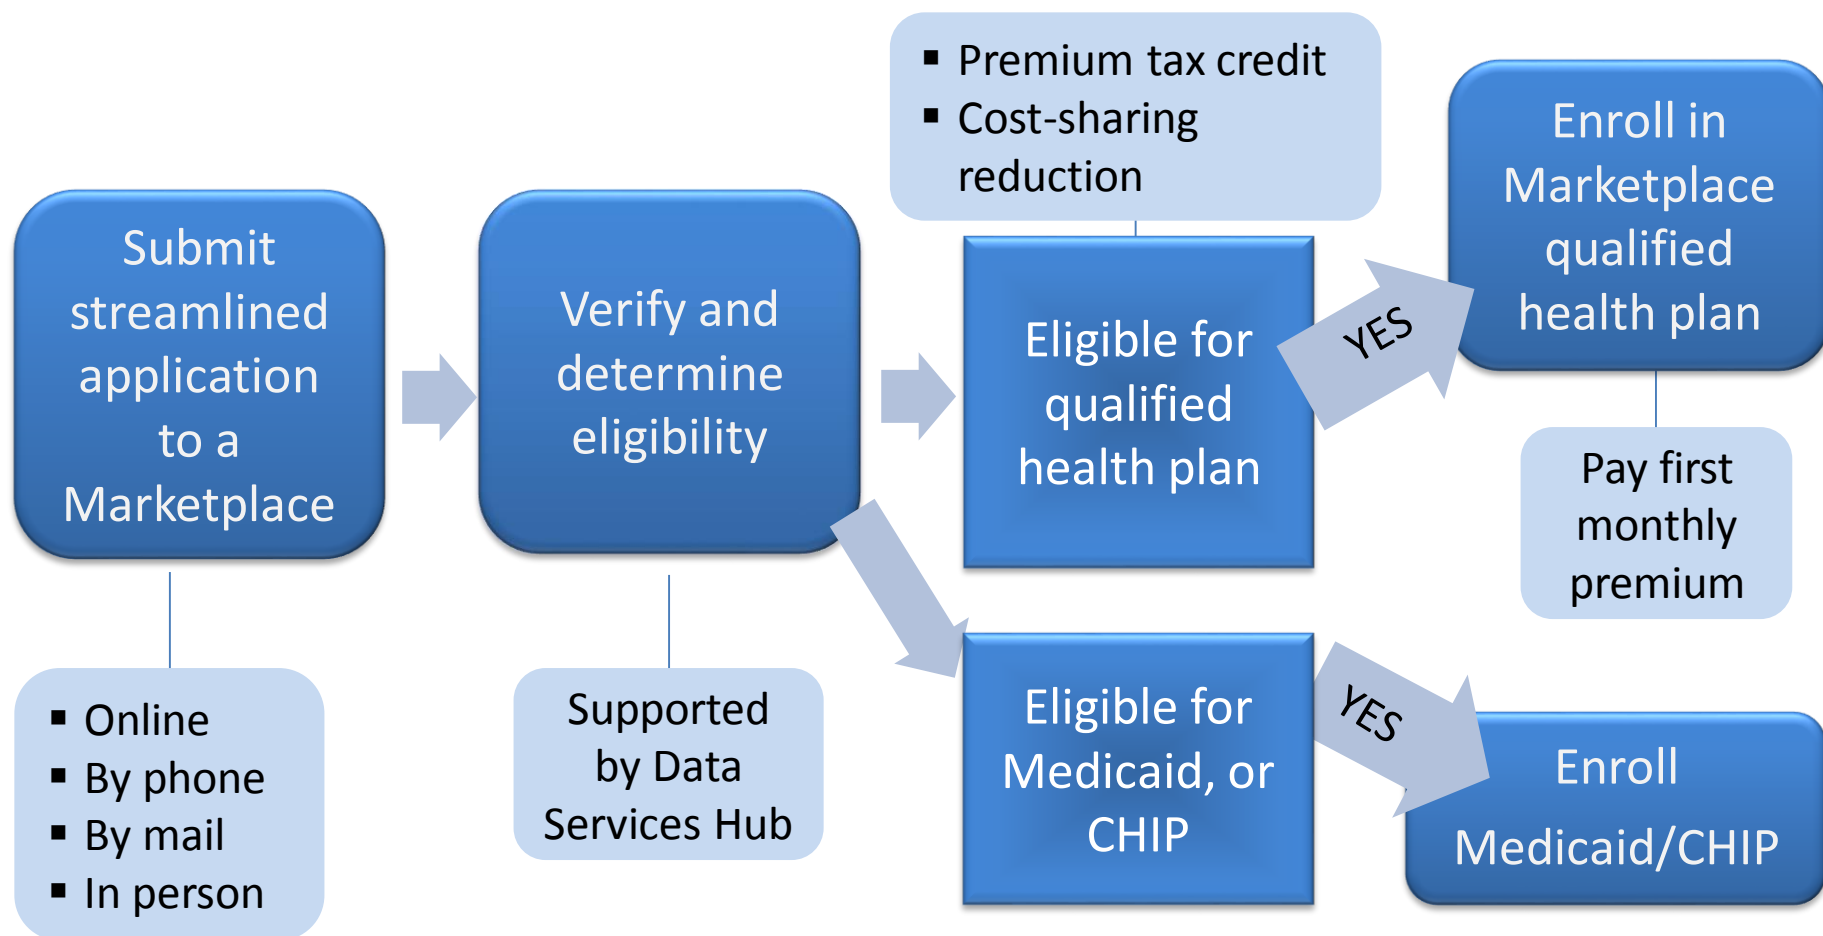 Submit
streamlined
application
to a
Marketplace
▪ Online
▪ By phone
▪ By mail
▪ In person
Verify and
determine
eligibility
Supported
by Data
Services Hub
▪ Premium tax credit
▪ Cost-sharing
reduction
Eligible for
qualified
health plan
YES
Enroll in
Marketplace
qualified
health plan
Pay first
monthly
premium
Eligible for
Medicaid, or
CHIP
YES
Enroll
Medicaid/CHIP